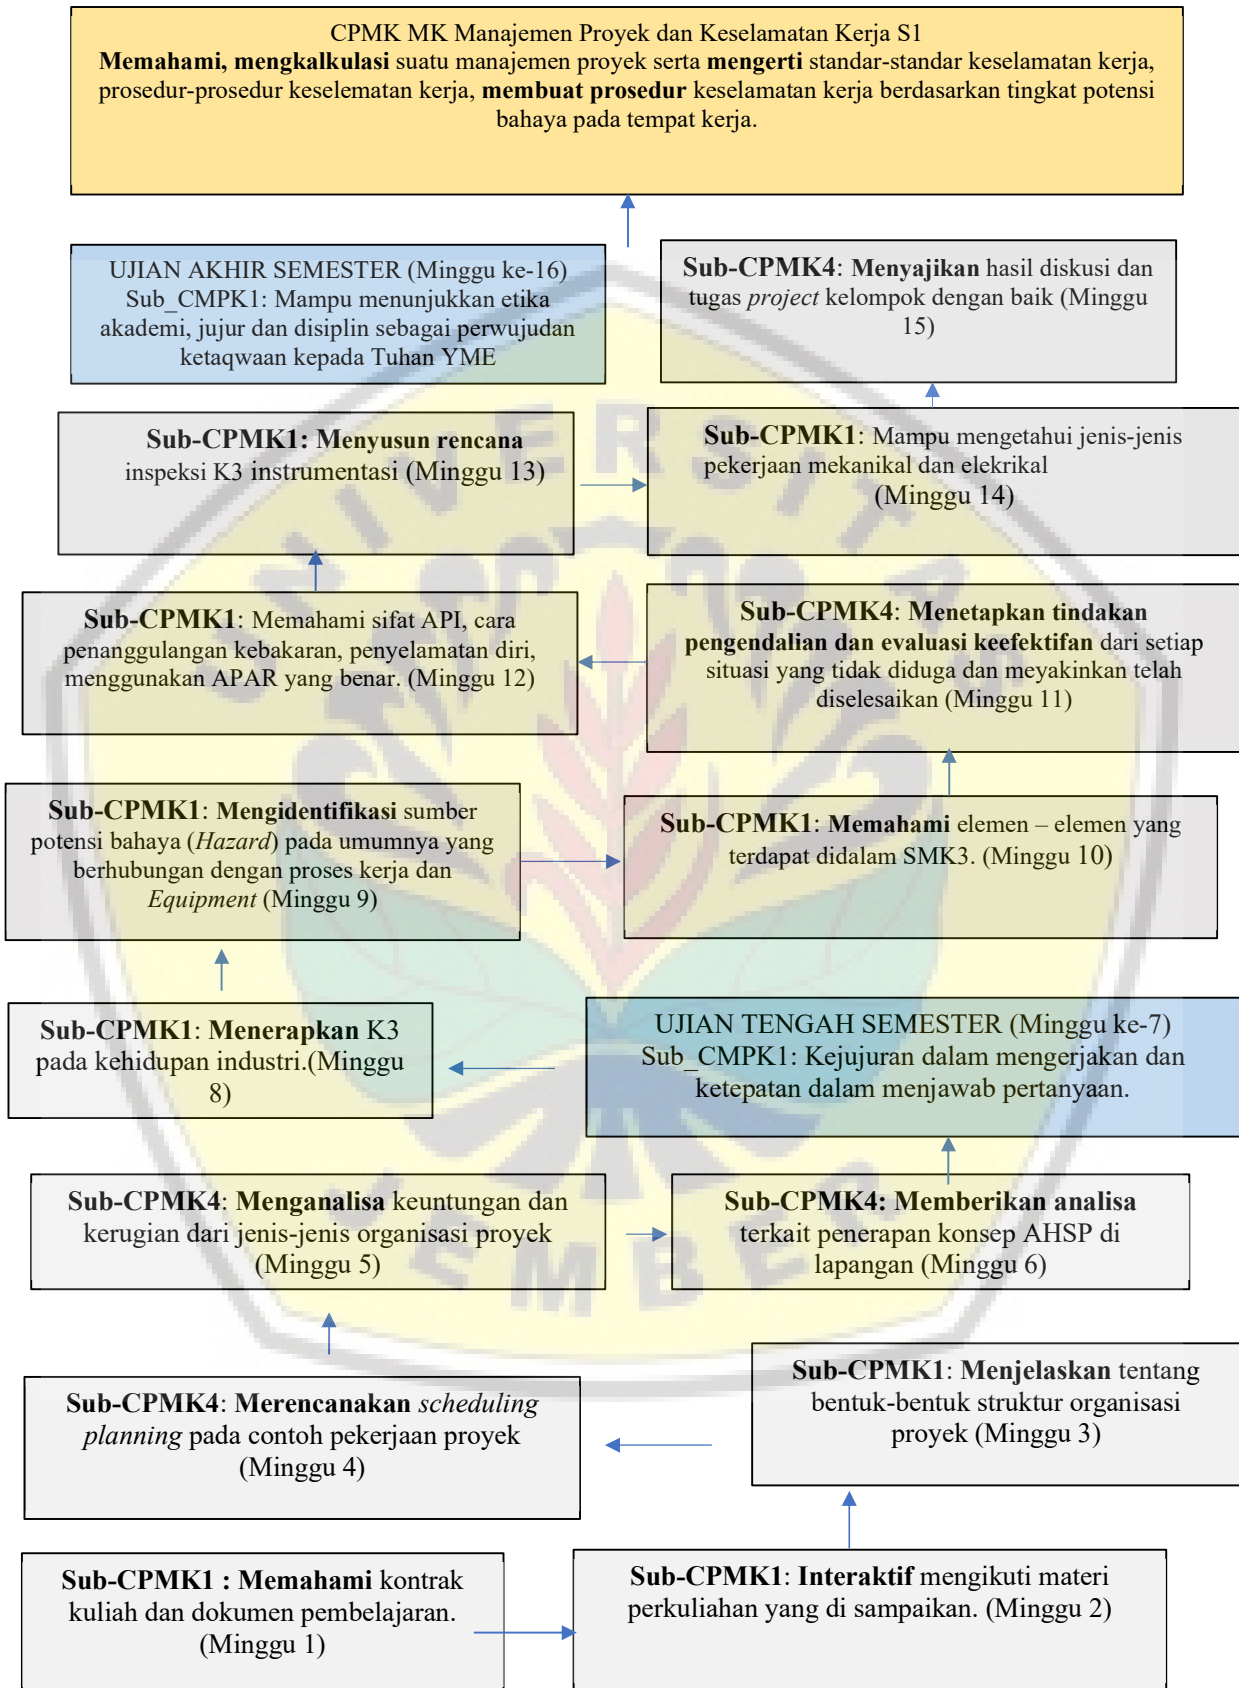 CPMK MK Manajemen Proyek dan Keselamatan Kerja S1
Memahami, mengkalkulasi suatu manajemen proyek serta mengerti standar-standar keselamatan kerja,
prosedur-prosedur keselematan kerja, membuat prosedur keselamatan kerja berdasarkan tingkat potensi
bahaya pada tempat kerja.
UJIAN AKHIR SEMESTER (Minggu ke-16)
Sub_CMPK1: Mampu menunjukkan etika
akademi, jujur dan disiplin sebagai perwujudan
ketaqwaan kepada Tuhan YME
Sub-CPMK4: Menyajikan hasil diskusi dan
tugas project kelompok dengan baik (Minggu
15)
Sub-CPMK1: Menyusun rencana
inspeksi K3 instrumentasi (Minggu 13)
Sub-CPMK1: Mampu mengetahui jenis-jenis
pekerjaan mekanikal dan elekrikal
(Minggu 14)
Sub-CPMK1: Memahami sifat API, cara
penanggulangan kebakaran, penyelamatan diri,
menggunakan APAR yang benar. (Minggu 12)
Sub-CPMK4: Menetapkan tindakan
pengendalian dan evaluasi keefektifan dari setiap
situasi yang tidak diduga dan meyakinkan telah
diselesaikan (Minggu 11)
Sub-CPMK1: Mengidentifikasi sumber
potensi bahaya (Hazard) pada umumnya yang
berhubungan dengan proses kerja dan
Equipment (Minggu 9)
Sub-CPMK1: Memahami elemen – elemen yang
terdapat didalam SMK3. (Minggu 10)
Sub-CPMK1: Menerapkan K3
pada kehidupan industri.(Minggu
8)
UJIAN TENGAH SEMESTER (Minggu ke-7)
Sub_CMPK1: Kejujuran dalam mengerjakan dan
ketepatan dalam menjawab pertanyaan.
Sub-CPMK4: Menganalisa keuntungan dan
kerugian dari jenis-jenis organisasi proyek
(Minggu 5)
Sub-CPMK4: Memberikan analisa
terkait penerapan konsep AHSP di
lapangan (Minggu 6)
Sub-CPMK4: Merencanakan scheduling
planning pada contoh pekerjaan proyek
(Minggu 4)
Sub-CPMK1: Menjelaskan tentang
bentuk-bentuk struktur organisasi
proyek (Minggu 3)
Sub-CPMK1 : Memahami kontrak
kuliah dan dokumen pembelajaran.
(Minggu 1)
Sub-CPMK1: Interaktif mengikuti materi
perkuliahan yang di sampaikan. (Minggu 2)
UNIVERSITAS
JEMBER